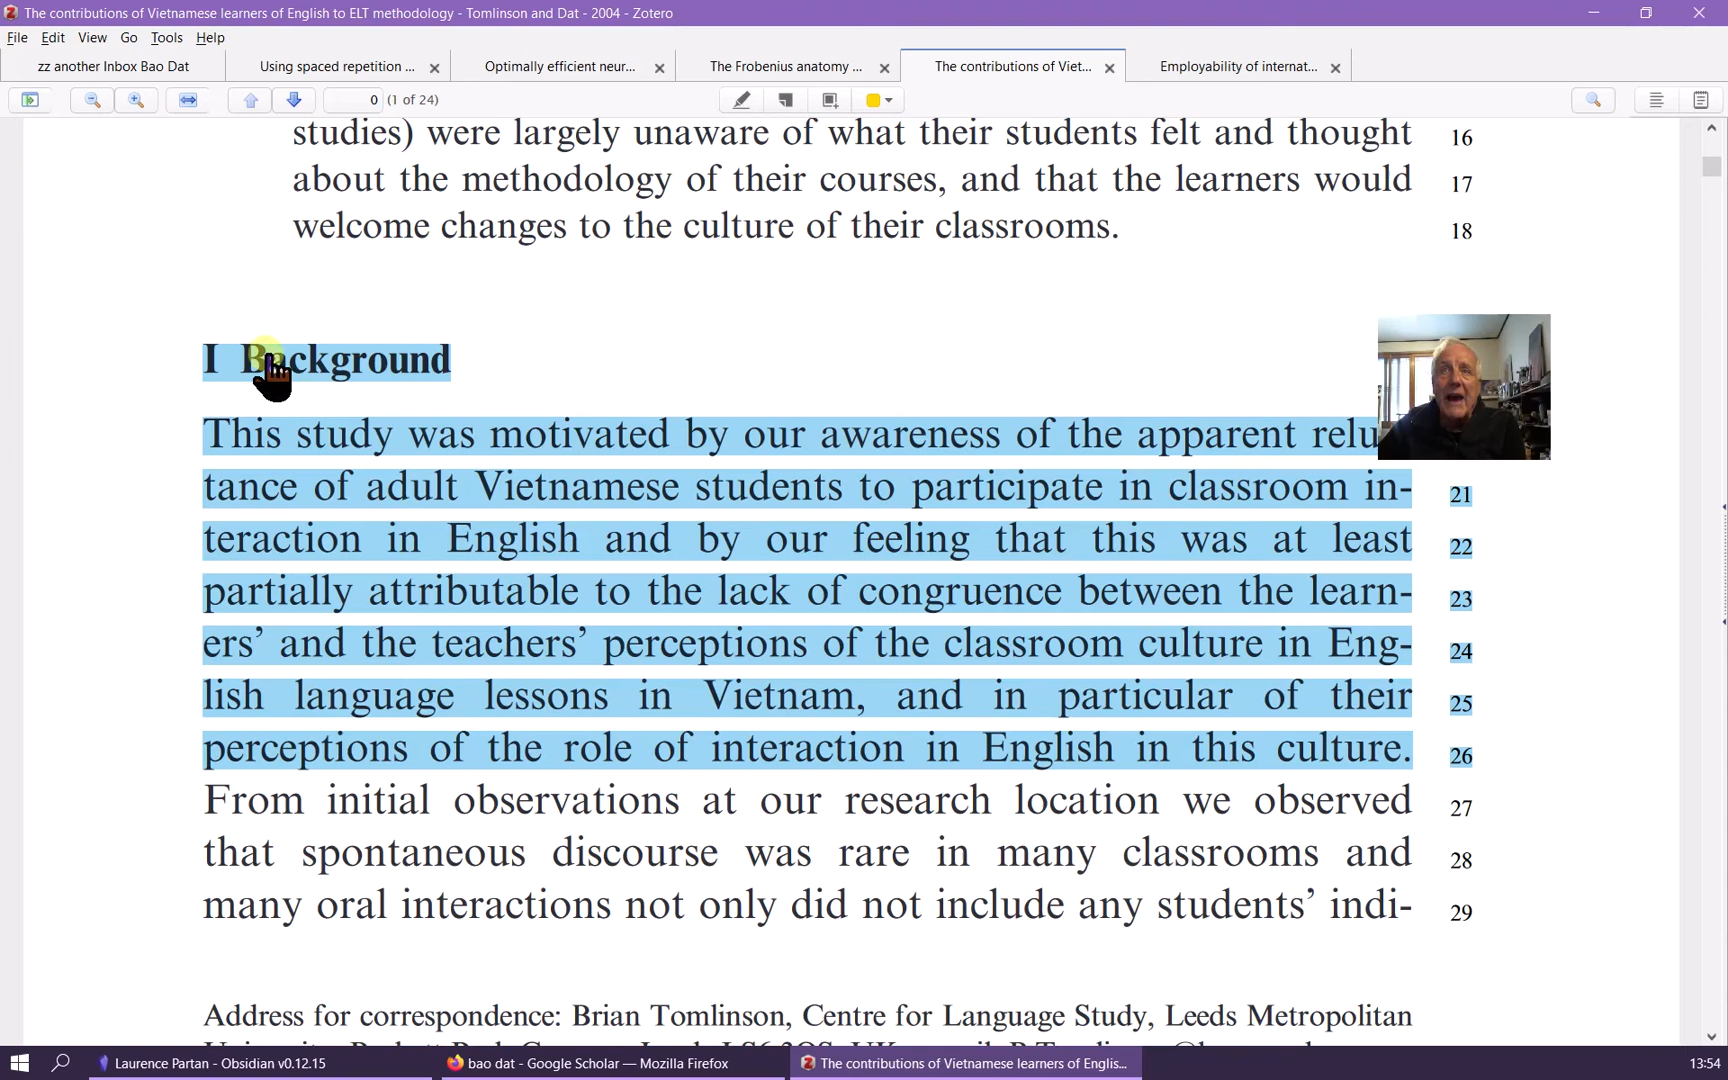 The contributions of Vietnamese learners of English to ELT methodology - Tomlinson and Dat - 2004 - Zotero
File Edit View Go Tools Help
zz another Inbox Bao Dat
Using spaced repetition ...
Optimally efficient neur...
The Frobenius anatomy ...
The contributions of Viet...
Employability of internat...
0 (1 of 24)
studies) were largely unaware of what their students felt and thought 16
about the methodology of their courses, and that the learners would 17
welcome changes to the culture of their classrooms. 18
I Background
This study was motivated by our awareness of the apparent relu
tance of adult Vietnamese students to participate in classroom in- 21
teraction in English and by our feeling that this was at least 22
partially attributable to the lack of congruence between the learn- 23
ers’ and the teachers’ perceptions of the classroom culture in Eng- 24
lish language lessons in Vietnam, and in particular of their 25
perceptions of the role of interaction in English in this culture. 26
From initial observations at our research location we observed 27
that spontaneous discourse was rare in many classrooms and 28
many oral interactions not only did not include any students’ indi- 29
Address for correspondence: Brian Tomlinson, Centre for Language Study, Leeds Metropolitan
Laurence Partan - Obsidian v0.12.15
bao dat - Google Scholar — Mozilla Firefox
The contributions of Vietnamese learners of Englis...
13:54